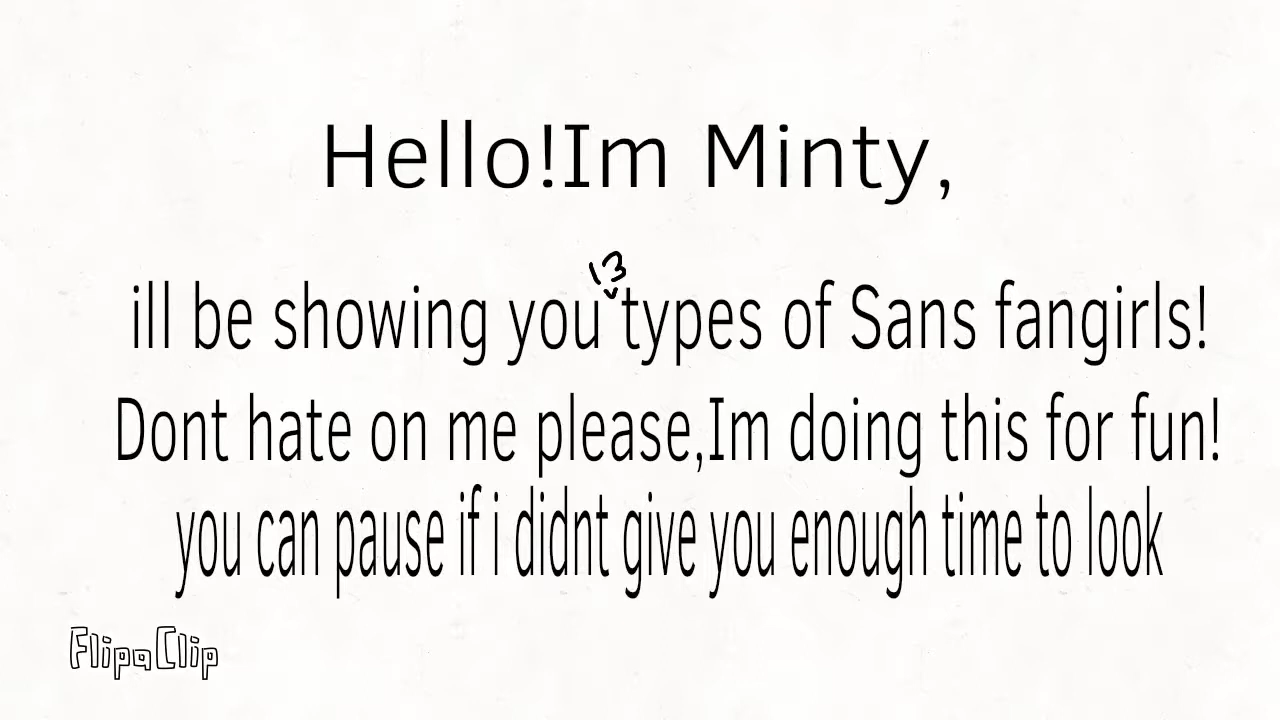 Hello!Im Minty,
13
ill be showing you types of Sans fangirls!
Dont hate on me please,Im doing this for fun!
you can pause if i didnt give you enough time to look
FlipaClip